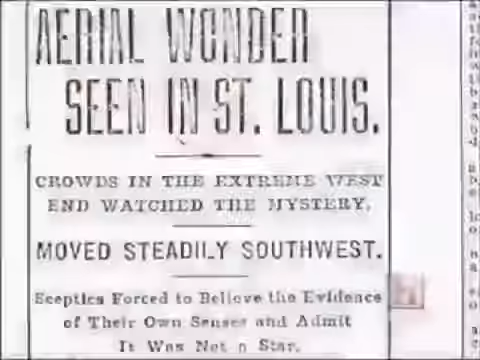 AERIAL WONDER
SEEN IN ST. LOUIS.
CROWDS IN THE EXTREME WEST
END WATCHED THE MYSTERY.
MOVED STEADILY SOUTHWEST.
Sceptics Forced to Believe the Evidence
of Their Own Senses and Admit
It Was Not a Star.